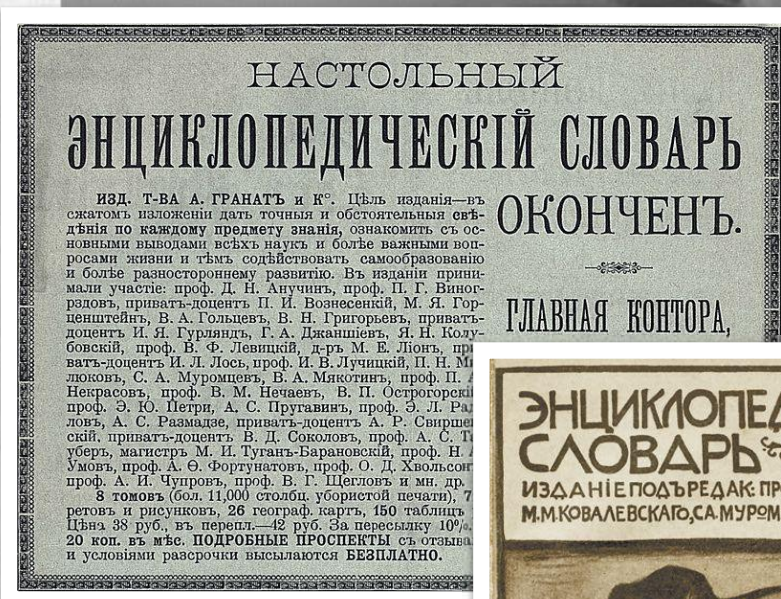 НАСТОЛЬНЫЙ
ЭНЦИКЛОПЕДИЧЕСКІЙ СЛОВАРЬ
ИЗД. Т-ВА А. ГРАНАТЪ и К°. Цѣль изданія—въ
сжатомъ изложеніи дать точныя и обстоятельныя свѣ-
дѣнія по каждому предмету знанія, ознакомить съ ос-
новными выводами всѣхъ наукъ и болѣе важными воп-
росами жизни и тѣмъ содѣйствовать самообразованію
и болѣе разностороннему развитію. Въ изданіи прини-
мали участіе: проф. Д. Н. Анучинъ, проф. П. Г. Виног-
радовъ, приватъ-доцентъ П. И. Вознесенкій, М. Я. Гер-
ценштейнъ, В. А. Гольцевъ, В. Н. Григорьевъ, приватъ-
доцентъ И. Я. Гурляндъ, Г. А. Джаншіевъ, Я. Н. Колу-
бовскій, проф. В. Ф. Левицкій, д-ръ М. Е. Ліонъ,
ватъ-доцентъ И. Л. Лось, проф. И. В. Лучицкій, П. Н.
люковъ, С. А. Муромцевъ, В. А. Мякотинъ, проф. П.
Некрасовъ, проф. В. М. Нечаевъ, В. П. Острогорскі
проф. Э. Ю. Петри, А. С. Пругавинъ, проф. Э. Л. Ра
ловъ, А. С. Размадзе, приватъ-доцентъ А. Р. Свирще
скій, приватъ-доцентъ В. Д. Соколовъ, проф. А. С. Т
уберъ, магистръ М. И. Туганъ-Барановскій, проф. Н.
Умовъ, проф. А. Ѳ. Фортунатовъ, проф. О. Д. Хвольсон
проф. А. И. Чупровъ, проф. В. Г. Щегловъ и мн. др.
8 томовъ (бол. 11,000 столбц. убористой печати), 7
ретовъ и рисунковъ, 26 географ. картъ, 150 таблицъ
Цѣна 38 руб., въ перепл.—42 руб. За пересылку 10%.
20 коп. въ мѣс. ПОДРОБНЫЕ ПРОСПЕКТЫ съ отзыва
и условіями разсрочки высылаются БЕЗПЛАТНО.
ОКОНЧЕНЪ.
ГЛАВНАЯ КОНТОРА,
ЭНЦИКЛОПЕД
СЛОВАРЬ
ИЗДАНІЕ ПОДЪ РЕДАК: ПР
М.М.КОВАЛЕВСКАГО, С.А.МУРОМ